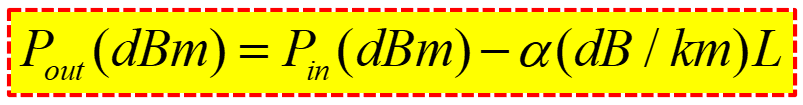 P_out (dBm) = P_in (dBm) − α(dB / km)L